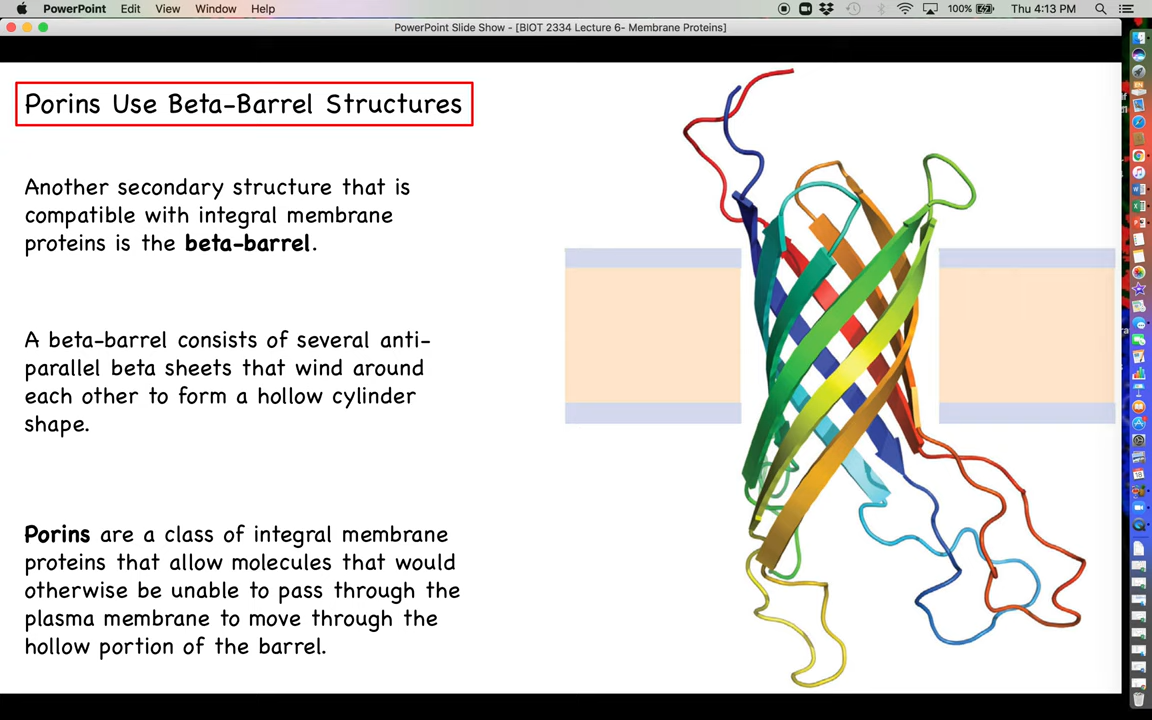 PowerPoint Edit View Window Help 100% Thu 4:13 PM
PowerPoint Slide Show - [BIOT 2334 Lecture 6- Membrane Proteins]
Porins Use Beta-Barrel Structures
Another secondary structure that is
compatible with integral membrane
proteins is the beta-barrel.
A beta-barrel consists of several anti-
parallel beta sheets that wind around
each other to form a hollow cylinder
shape.
Porins are a class of integral membrane
proteins that allow molecules that would
otherwise be unable to pass through the
plasma membrane to move through the
hollow portion of the barrel.